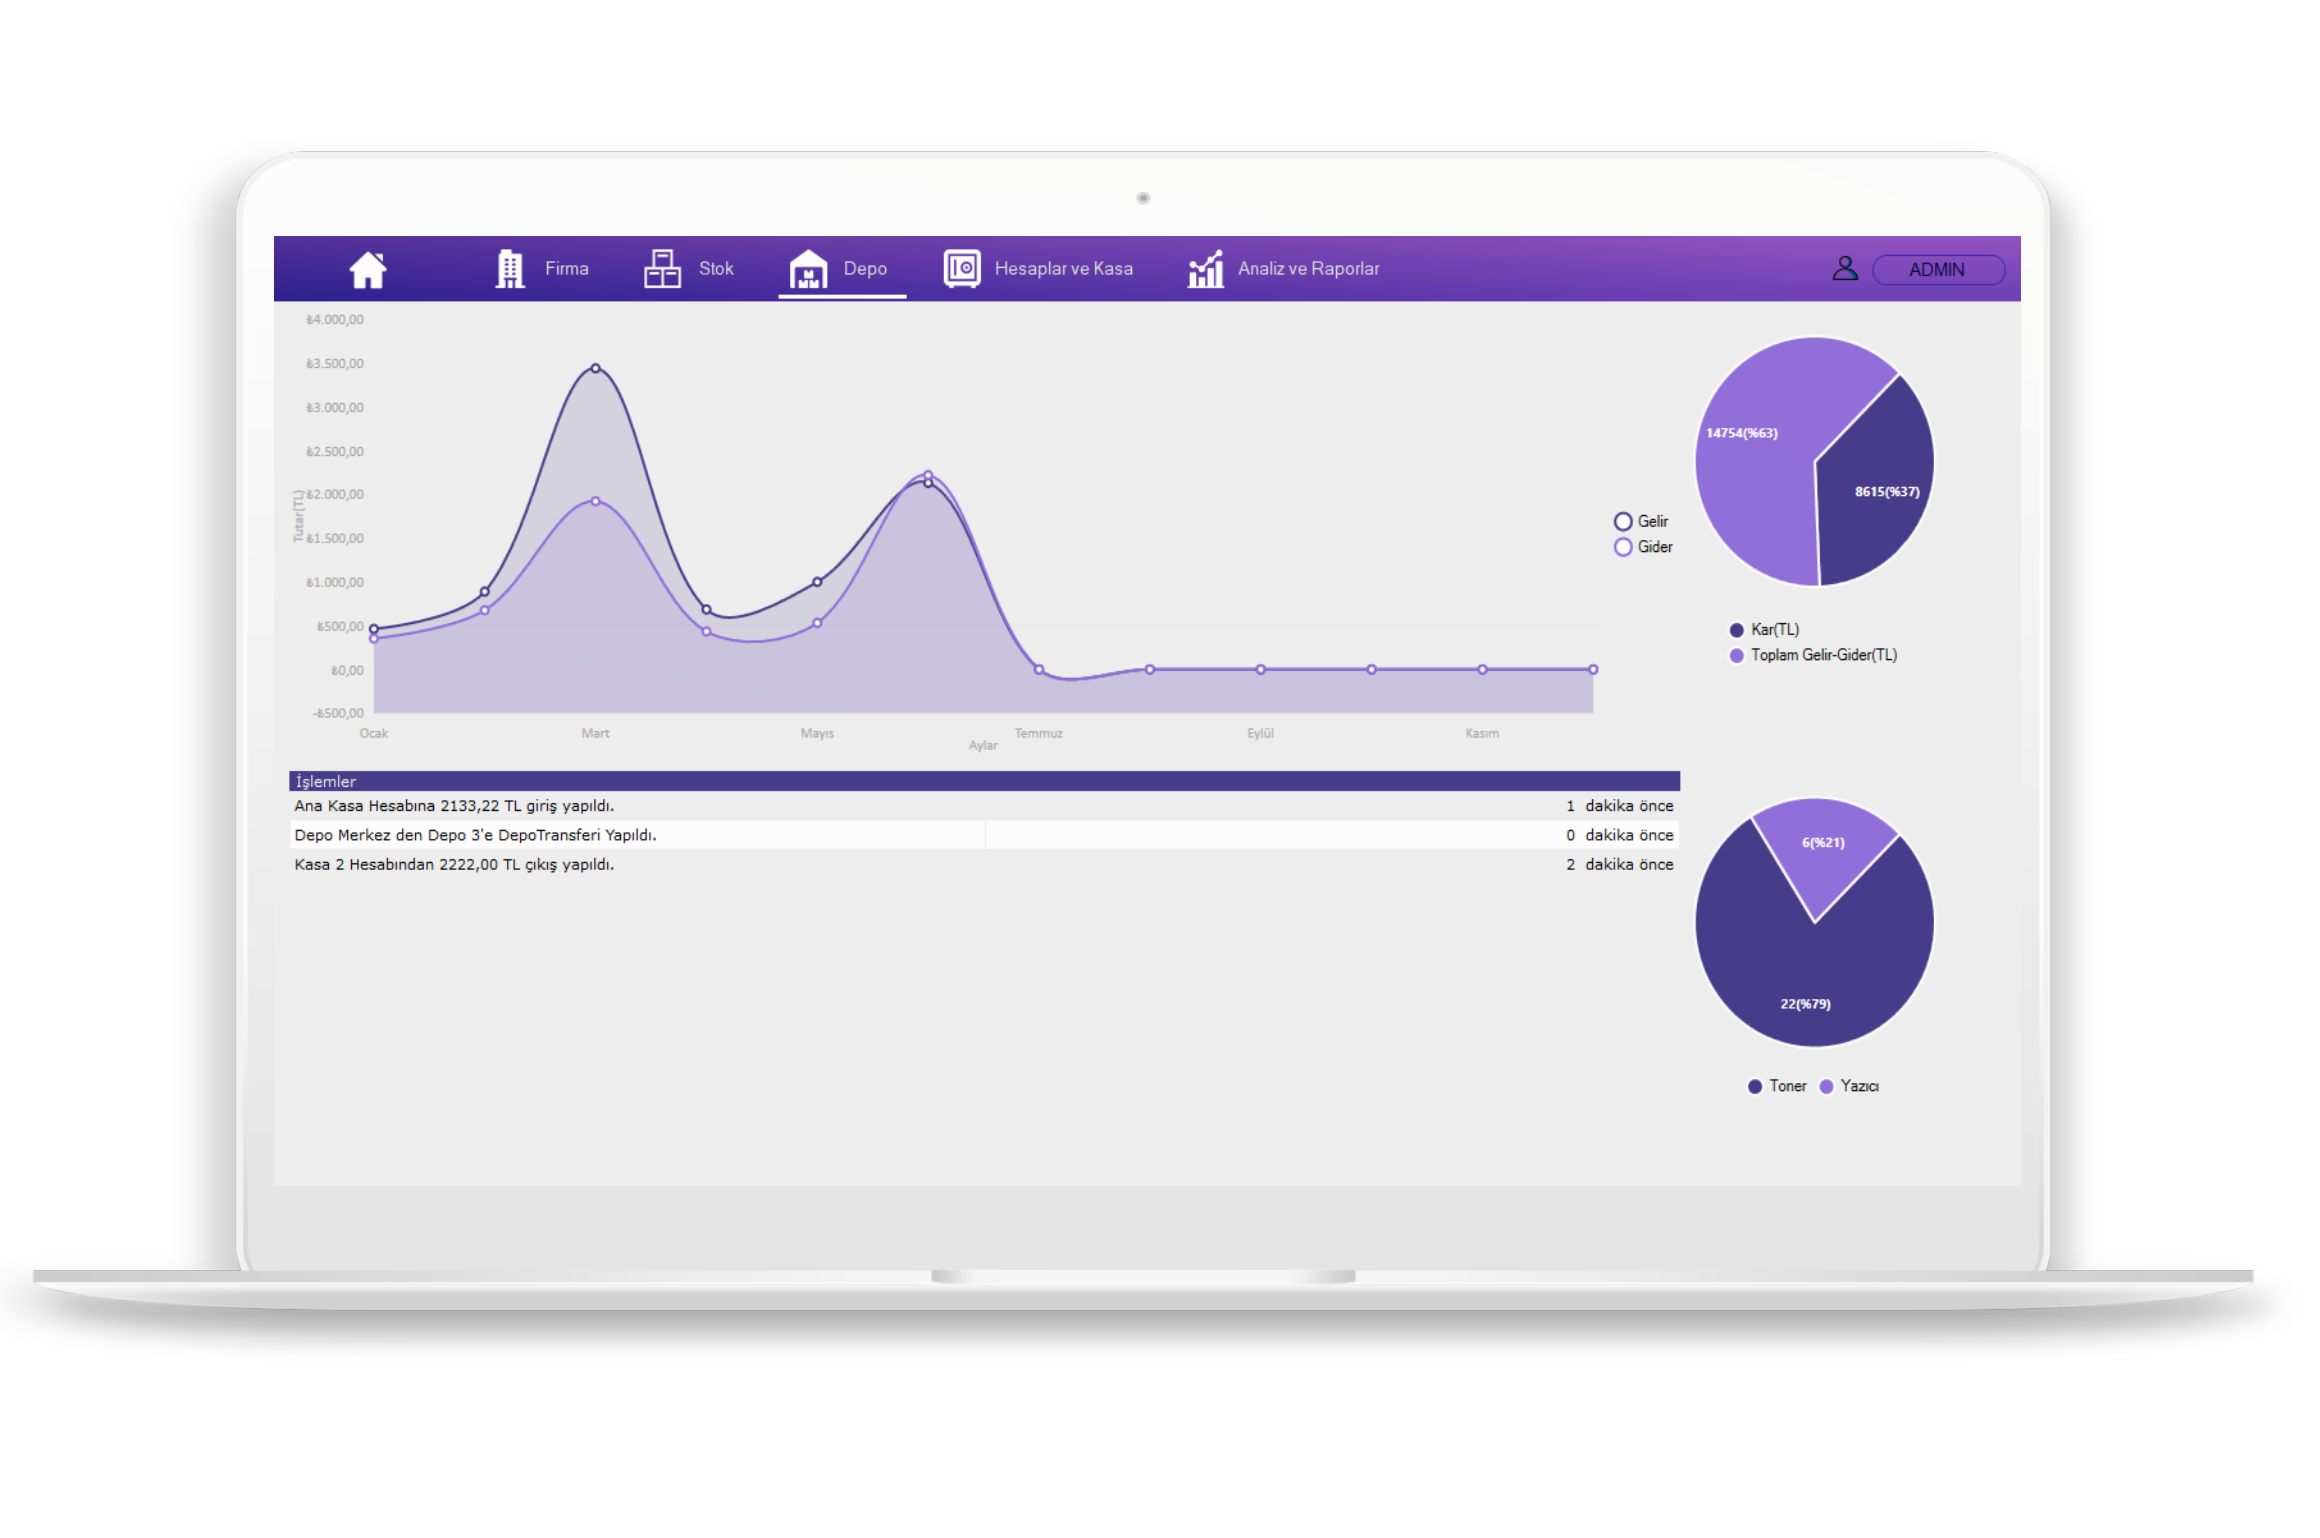 Firma Stok Depo Hesaplar ve Kasa Analiz ve Raporlar ADMIN
₺4.000,00
₺3.500,00
₺3.000,00
₺2.500,00
₺2.000,00
₺1.500,00
₺1.000,00
₺500,00
₺0,00
-₺500,00
Tutar(TL)
Ocak Mart Mayıs Temmuz Eylül Kasım
Aylar
Gelir
Gider
14754(%63)
8615(%37)
Kar(TL)
Toplam Gelir-Gider(TL)
İşlemler
Ana Kasa Hesabına 2133,22 TL giriş yapıldı. 1 dakika önce
Depo Merkez den Depo 3'e DepoTransferi Yapıldı. 0 dakika önce
Kasa 2 Hesabından 2222,00 TL çıkış yapıldı. 2 dakika önce
6(%21)
22(%79)
Toner Yazıcı